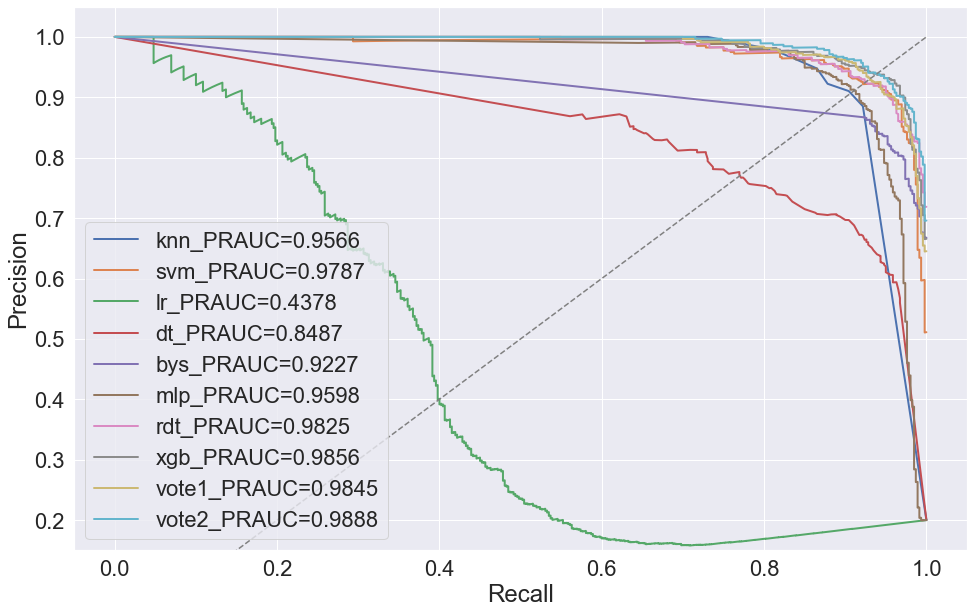 1.0
0.9
0.8
0.7
0.6
0.5
0.4
0.3
0.2
Precision
knn_PRAUC=0.9566
svm_PRAUC=0.9787
lr_PRAUC=0.4378
dt_PRAUC=0.8487
bys_PRAUC=0.9227
mlp_PRAUC=0.9598
rdt_PRAUC=0.9825
xgb_PRAUC=0.9856
vote1_PRAUC=0.9845
vote2_PRAUC=0.9888
0.0 0.2 0.4 0.6 0.8 1.0
Recall